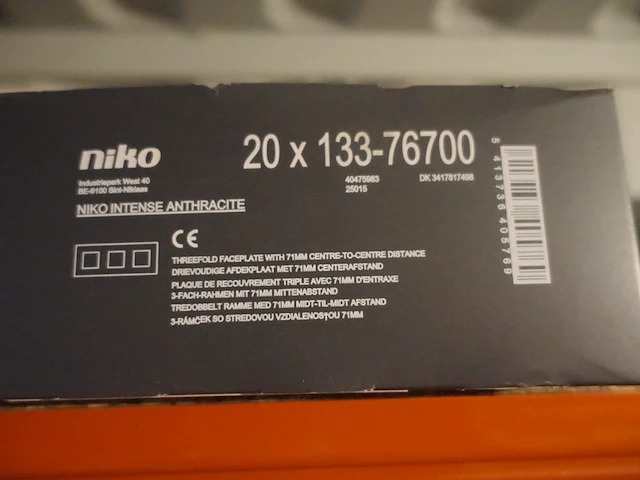 niko
20 x 133-76700
Industriepark West 40
BE-9100 Sint-Niklaas
40475983
25015
DK 3417817498
NIKO INTENSE ANTHRACITE
CE
THREEFOLD FACEPLATE WITH 71MM CENTRE-TO-CENTRE DISTANCE
DRIEVOUDIGE AFDEKPLAAT MET 71MM CENTERAFSTAND
PLAQUE DE RECOUVREMENT TRIPLE AVEC 71MM D'ENTRAXE
3-FACH-RAHMEN MIT 71MM MITTENABSTAND
TREDOBBELT RAMME MED 71MM MIDT-TIL-MIDT AFSTAND
3-RÁMČEK SO STREDOVOU VZDIALENOSŤOU 71MM
5 413736 405769